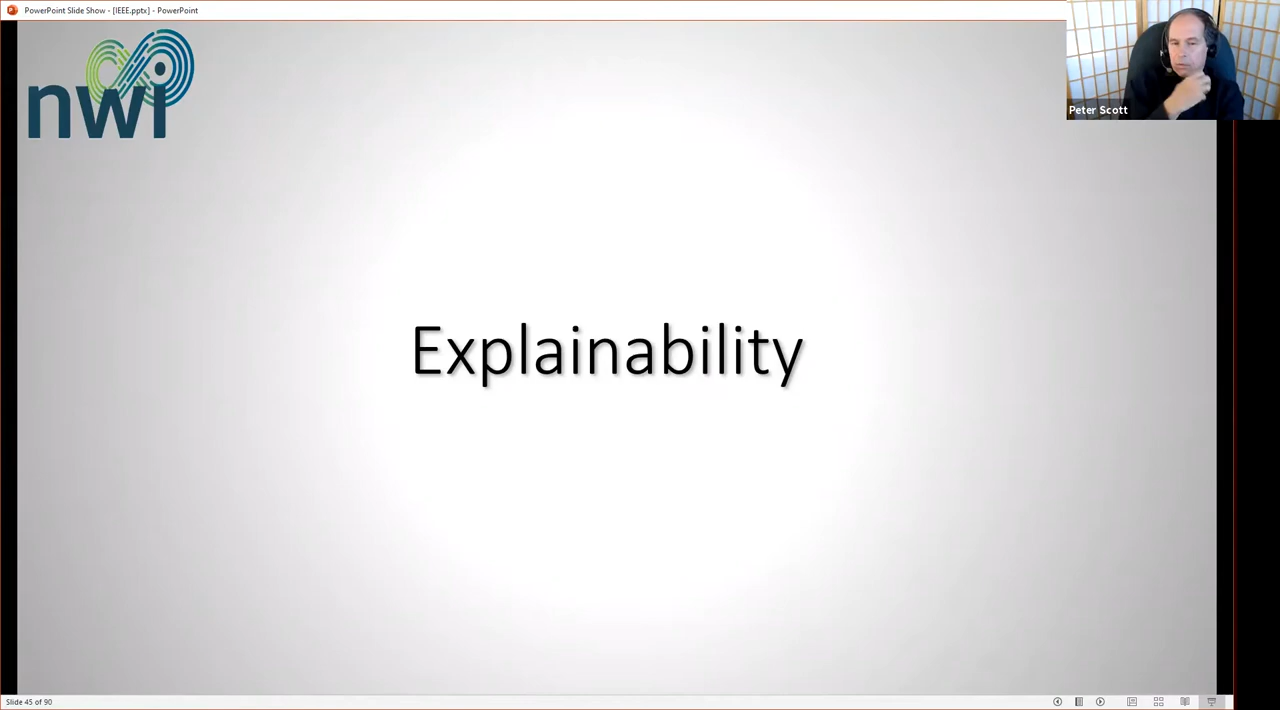 PowerPoint Slide Show - [IEEE.pptx] - PowerPoint
nwi
Peter Scott
Explainability
Slide 45 of 90